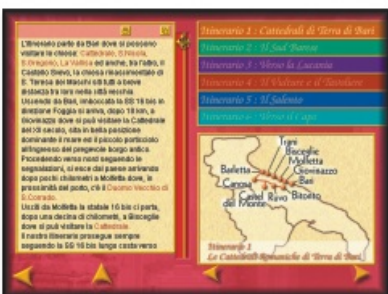 L'itinerario parte da Bari dove si possono
visitare le chiese: Cattedrale, S.Nicola,
S.Gregorio, La Vallisa ed anche, tra l'altro, il
Castello Svevo, la chiesa rinascimentale di
S. Teresa dei Maschi siti tutti a breve
distanza tra loro nella città vecchia.
Uscendo da Bari, imboccata la SS 16 bis in
direzione Foggia si arriva, dopo 18 km, a
Giovinazzo dove si può visitare la Cattedrale
del XII secolo, sita in bella posizione
dominante il mare ed il piccolo porticciolo
all'ingresso del pregevole borgo antico.
Procedendo verso nord seguendo le
segnalazioni, si esce dal paese arrivando
dopo pochi chilometri a Molfetta dove, in
prossimità del porto, c'è il Duomo Vecchio di
S.Corrado.
Usciti da Molfetta la statale 16 bis ci porta,
dopo una decina di chilometri, a Bisceglie
dove si può visitare la Cattedrale.
Il nostro itinerario prosegue sempre
seguendo la SS 16 bis lungo costa verso
Itinerario 1 : Cattedrali di Terra di Bari
Itinerario 2 : Il Sud Barese
Itinerario 3 : Verso la Lucania
Itinerario 4 : Il Vulture e il Tavoliere
Itinerario 5 : Il Salento
Itinerario 6 : Verso il Capo
Trani
Bisceglie
Molfetta
Giovinazzo
Barletta
Bari
Canosa
Castel del Monte
Ruvo
Bitonto
Itinerario 1
Le Cattedrali Romaniche di Terra di Bari